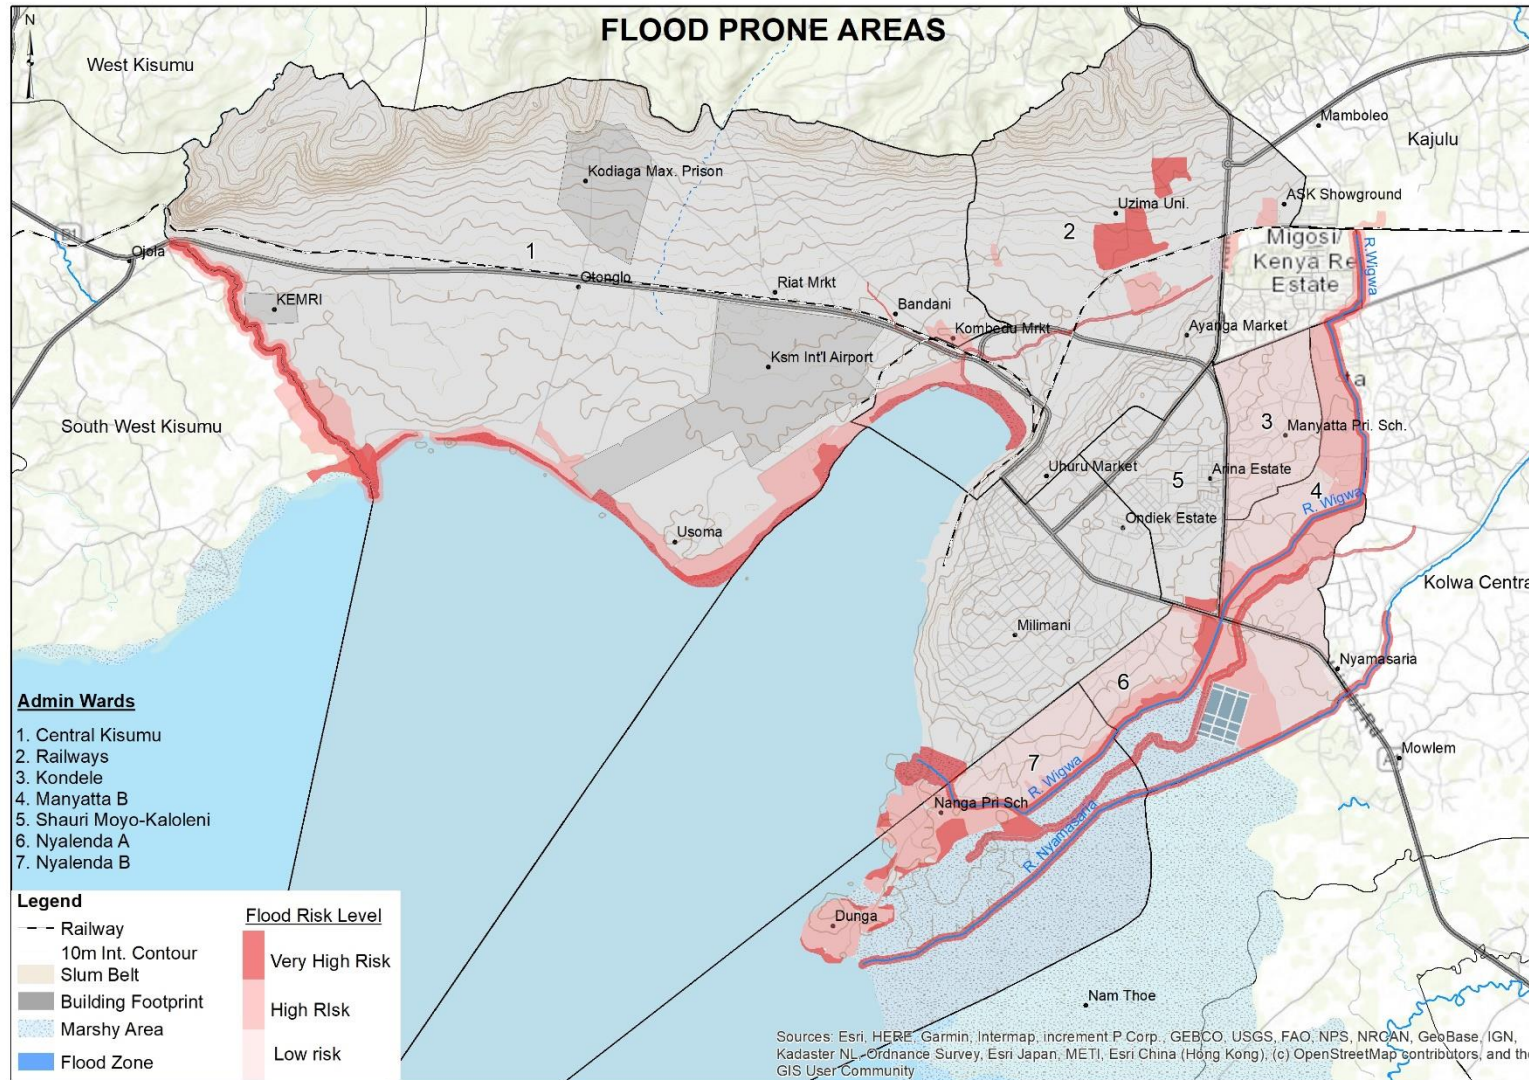 FLOOD PRONE AREAS
N
West Kisumu
Mamboleo
Kajulu
Kodiaga Max. Prison
ASK Showground
Uzima Uni.
2
1
Migosi/
Kenya Re
Estate
R.Wigwa
B1
Ojola
Otonglo
Riat Mrkt
KEMRI
Bandani
Kombedu Mrkt
Ayanga Market
Ksm Int'l Airport
ta
South West Kisumu
3
Manyatta Pri. Sch.
Uhuru Market
5
Arina Estate
4
R. Wigwa
Ondiek Estate
Usoma
Kolwa Centra
Milimani
Nyamasaria
6
Rd
Mowlem
7
R. Wigwa
Nanga Pri Sch
R. Nyamasaria
Dunga
Nam Thoe
Admin Wards
1. Central Kisumu
2. Railways
3. Kondele
4. Manyatta B
5. Shauri Moyo-Kaloleni
6. Nyalenda A
7. Nyalenda B
Legend
Railway
10m Int. Contour
Slum Belt
Building Footprint
Marshy Area
Flood Zone
Flood Risk Level
Very High Risk
High RIsk
Low risk
Sources: Esri, HERE, Garmin, Intermap, increment P Corp., GEBCO, USGS, FAO, NPS, NRCAN, GeoBase, IGN,
Kadaster NL, Ordnance Survey, Esri Japan, METI, Esri China (Hong Kong), (c) OpenStreetMap contributors, and the
GIS User Community